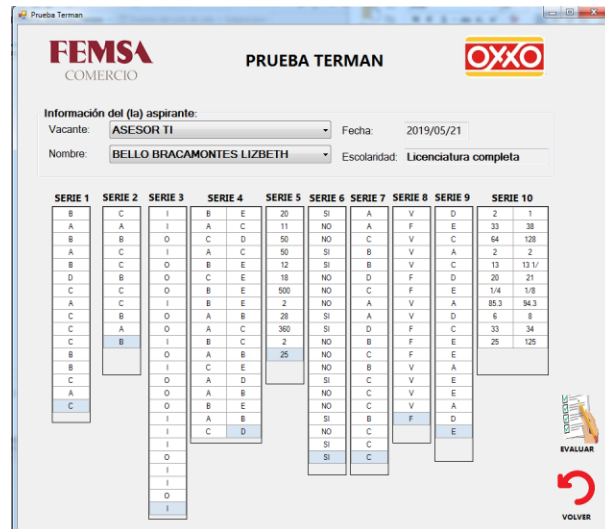 Prueba Terman
FEMSA
COMERCIO
PRUEBA TERMAN
OXXO
Información del (la) aspirante:
Vacante: ASESOR TI Fecha: 2019/05/21
Nombre: BELLO BRACAMONTES LIZBETH Escolaridad: Licenciatura completa
SERIE 1 SERIE 2 SERIE 3 SERIE 4 SERIE 5 SERIE 6 SERIE 7 SERIE 8 SERIE 9 SERIE 10
B C I B E 20 SI A V D 2 1
A A I A C 11 NO A F E 33 38
B B O C D 50 NO C V C 64 128
A C I A C 50 SI B V A 2 2
B C O B E 12 SI B V C 13 13 1/
D B O C E 18 NO C F D 20 21
C C O B E 500 NO C F E 1/4 1/8
A C I B E 2 NO A V A 85.3 94.3
C B O A B 28 SI A V D 6 8
C A O A C 360 SI D F C 33 34
C B I B C 2 NO B F E 25 125
B O A B 25 NO C F E
B I C E NO B V A
C O A D SI C V E
A O A B NO C V E
C I B E NO C V A
I A B SI B F D
I C D NO C E
I SI C
O SI C
I
I
O
I
EVALUAR
VOLVER